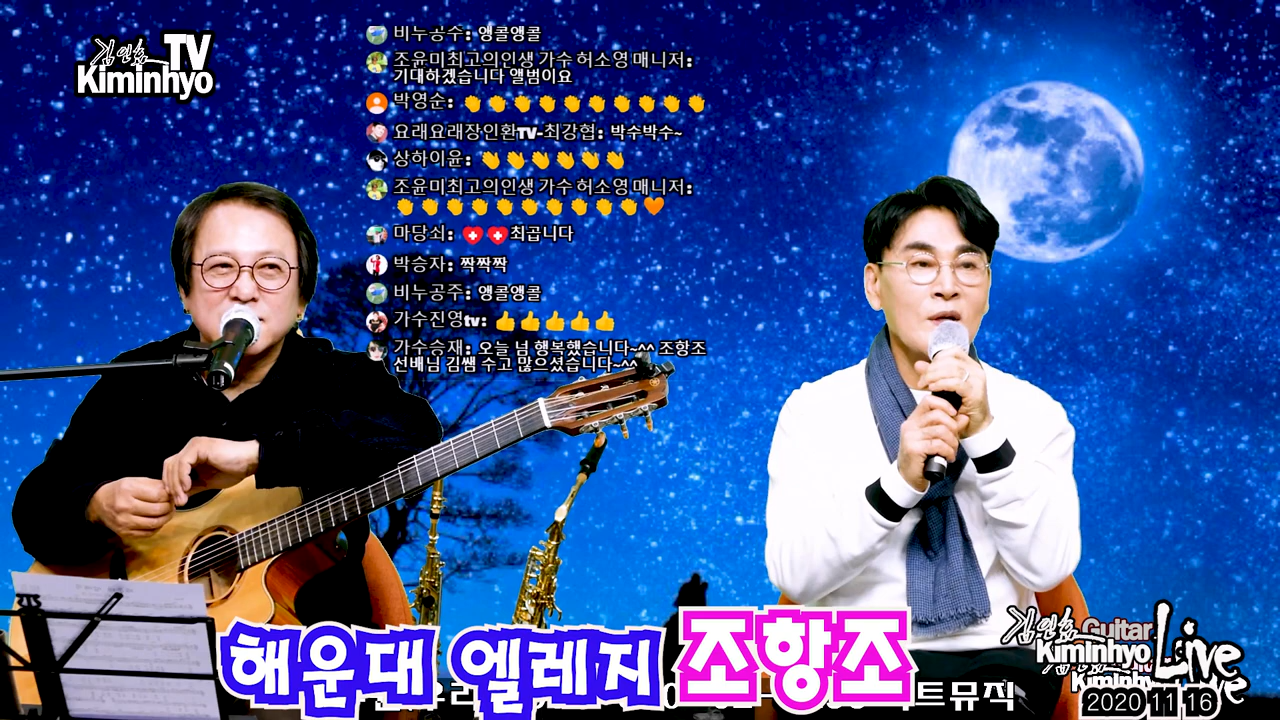 김인효 TV
Kiminhyo
비누공주: 앵콜앵콜
조윤미최고의인생 가수 허소영 매니저:
기대하겠습니다 앨범이요
박영순: 👏👏👏👏👏👏👏👏👏👏
요래요래장인환TV-최강협: 박수박수~
상하이윤: 👏👏👏👏👏👏
조윤미최고의인생 가수 허소영 매니저:
👏👏👏👏👏👏👏👏👏👏🧡
마당쇠: 최곱니다
박승자: 짝짝짝
비누공주: 앵콜앵콜
가수진영tv: 👍👍👍👍👍
가수승재: 오늘 넘 행복했습니다~^^ 조항조
선배님 김쌤 수고 많으셨습니다~^^
해운대 엘레지 조항조
트뮤직
김인효 Guitar
Kiminhyo Live
2020 11 16